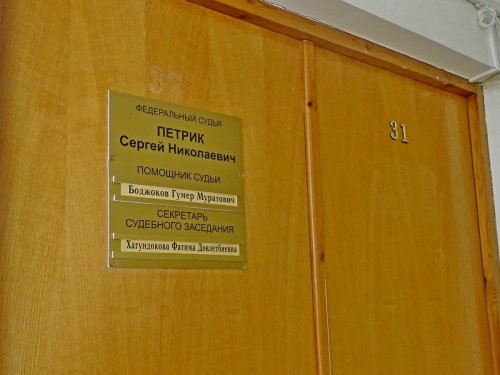 ФЕДЕРАЛЬНЫЙ СУДЬЯ
ПЕТРИК
Сергей Николаевич
ПОМОЩНИК СУДЬИ
Боджоков Гумер Муратович
СЕКРЕТАРЬ
СУДЕБНОГО ЗАСЕДАНИЯ
Хагундокова Фатима Довлетбиевна
31